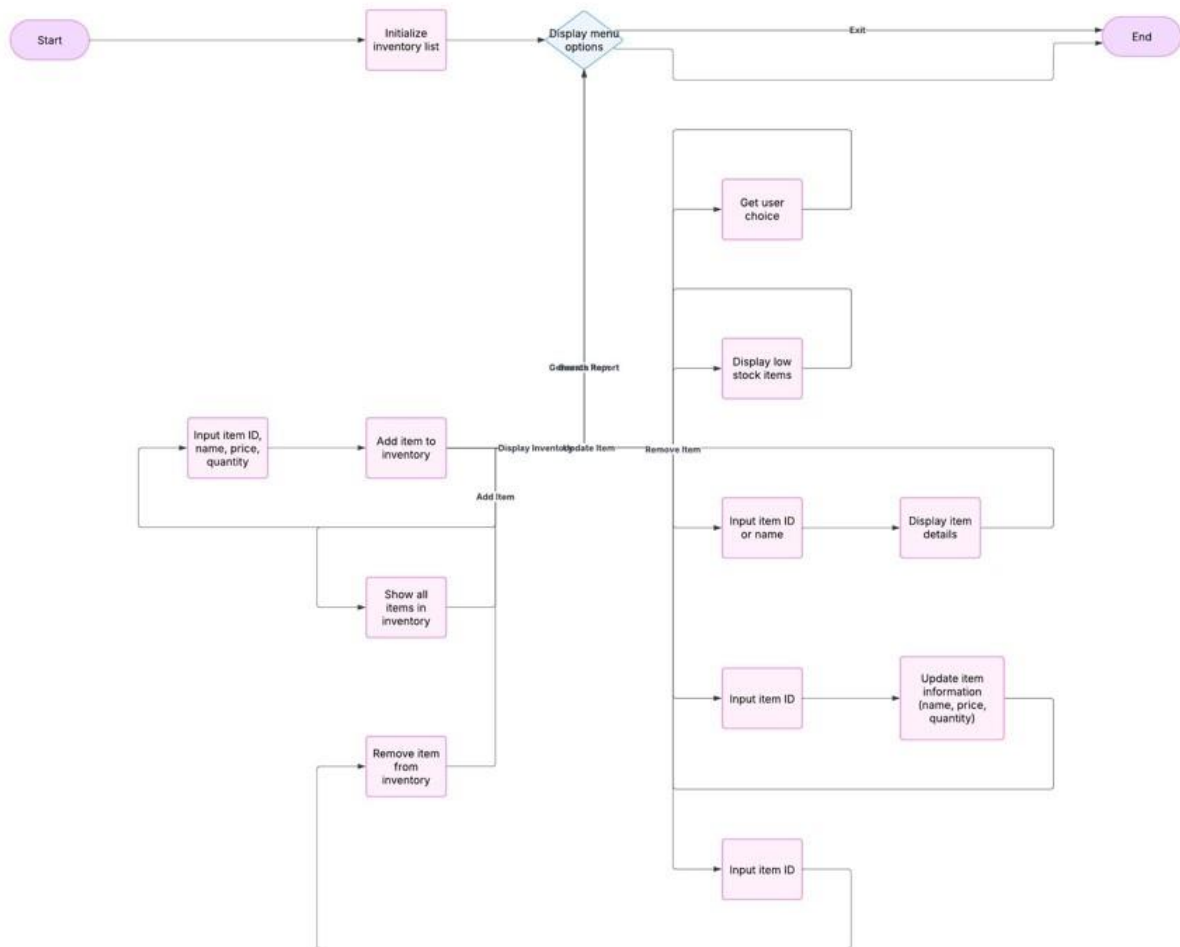 Start
Initialize
inventory list
Display menu
options
Exit
End
Get user
choice
Display low
stock items
Report
Input item ID,
name, price,
quantity
Add item to
inventory
Display Inventory
Update Item
Remove Item
Add Item
Input item ID
or name
Display item
details
Show all
items in
inventory
Input item ID
Update item
information
(name, price,
quantity)
Remove item
from
inventory
Input item ID